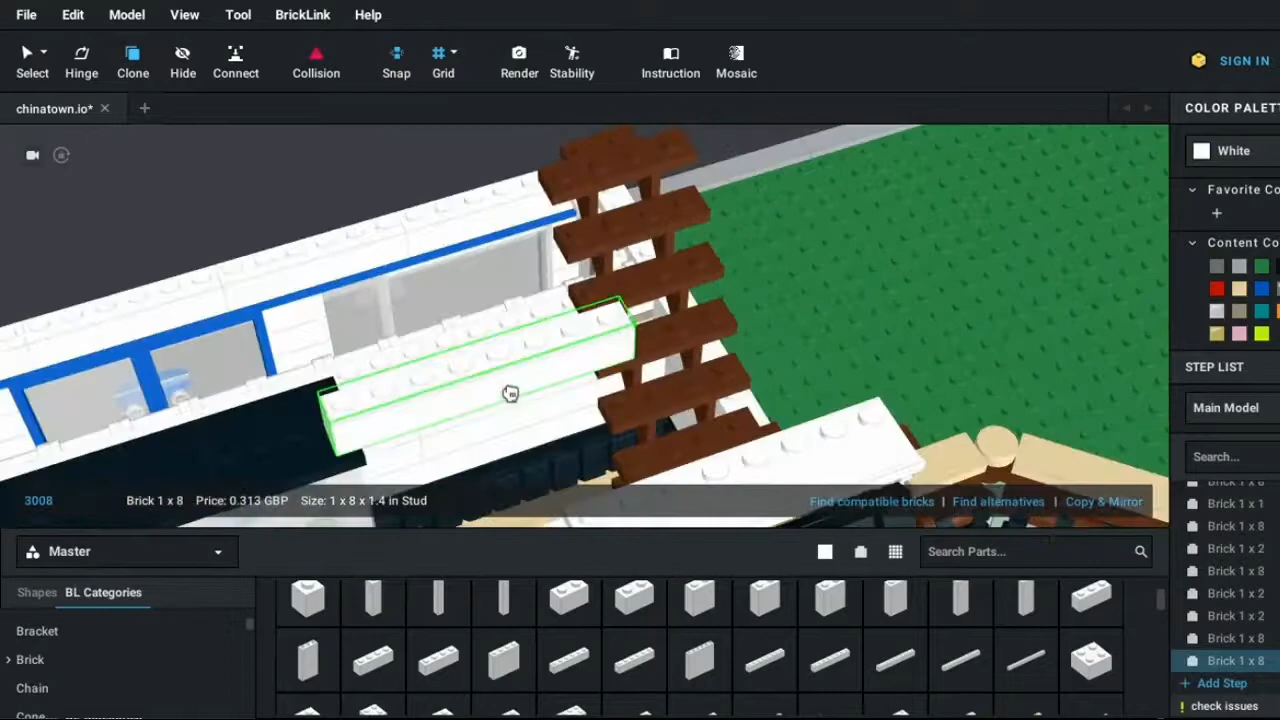 File Edit Model View Tool BrickLink Help
Select Hinge Clone Hide Connect Collision Snap Grid Render Stability Instruction Mosaic
SIGN IN
chinatown.io*
COLOR PALET
White
Favorite Co
Content Co
STEP LIST
Main Model
Search...
Brick 1 x 8
Brick 1 x 1
Brick 1 x 8
Brick 1 x 2
Brick 1 x 8
Brick 1 x 2
Brick 1 x 2
Brick 1 x 8
Brick 1 x 8
Add Step
check issues
3008 Brick 1 x 8 Price: 0.313 GBP Size: 1 x 8 x 1.4 in Stud
Find compatible bricks | Find alternatives | Copy & Mirror
Master
Search Parts...
Shapes BL Categories
Bracket
Brick
Chain